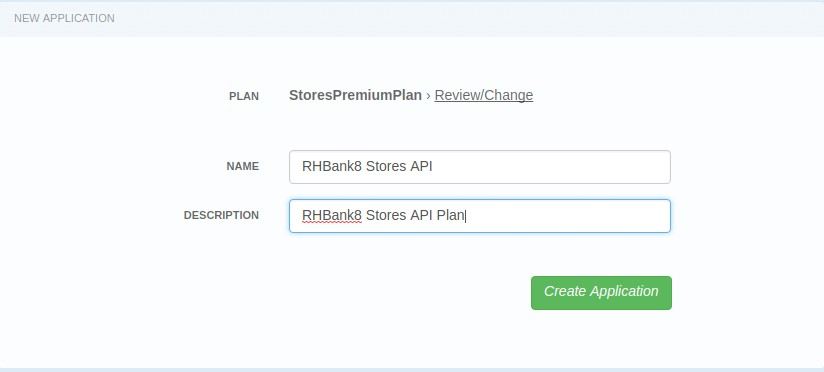 NEW APPLICATION
PLAN StoresPremiumPlan › Review/Change
NAME RHBank8 Stores API
DESCRIPTION RHBank8 Stores API Plan
Create Application